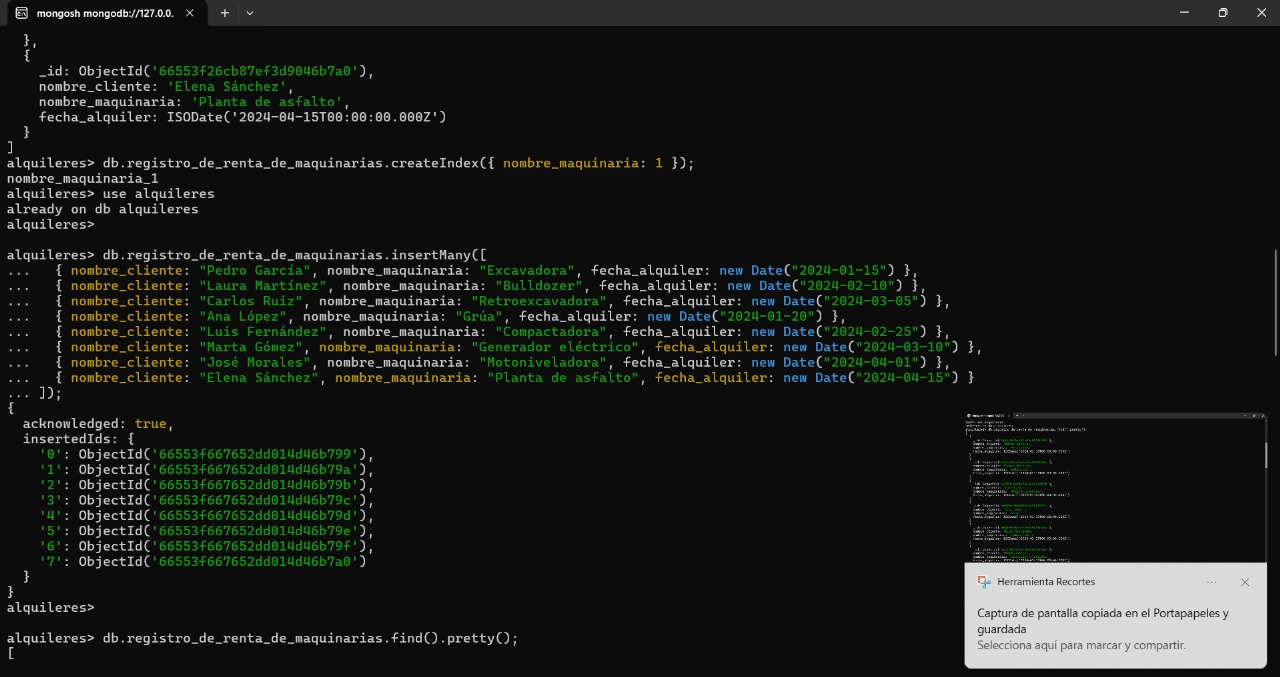 mongosh mongodb://127.0.0.
},
{
_id: ObjectId('66553f26cb87ef3d9046b7a0'),
nombre_cliente: 'Elena Sánchez',
nombre_maquinaria: 'Planta de asfalto',
fecha_alquiler: ISODate('2024-04-15T00:00:00.000Z')
}
]
alquileres> db.registro_de_renta_de_maquinarias.createIndex({ nombre_maquinaria: 1 });
nombre_maquinaria_1
alquileres> use alquileres
already on db alquileres
alquileres>
alquileres> db.registro_de_renta_de_maquinarias.insertMany([
... { nombre_cliente: "Pedro García", nombre_maquinaria: "Excavadora", fecha_alquiler: new Date("2024-01-15") },
... { nombre_cliente: "Laura Martínez", nombre_maquinaria: "Bulldozer", fecha_alquiler: new Date("2024-02-10") },
... { nombre_cliente: "Carlos Ruiz", nombre_maquinaria: "Retroexcavadora", fecha_alquiler: new Date("2024-03-05") },
... { nombre_cliente: "Ana López", nombre_maquinaria: "Grúa", fecha_alquiler: new Date("2024-01-20") },
... { nombre_cliente: "Luis Fernández", nombre_maquinaria: "Compactadora", fecha_alquiler: new Date("2024-02-25") },
... { nombre_cliente: "Marta Gómez", nombre_maquinaria: "Generador eléctrico", fecha_alquiler: new Date("2024-03-10") },
... { nombre_cliente: "José Morales", nombre_maquinaria: "Motoniveladora", fecha_alquiler: new Date("2024-04-01") },
... { nombre_cliente: "Elena Sánchez", nombre_maquinaria: "Planta de asfalto", fecha_alquiler: new Date("2024-04-15") }
... ]);
{
acknowledged: true,
insertedIds: {
'0': ObjectId('66553f667652dd014d46b799'),
'1': ObjectId('66553f667652dd014d46b79a'),
'2': ObjectId('66553f667652dd014d46b79b'),
'3': ObjectId('66553f667652dd014d46b79c'),
'4': ObjectId('66553f667652dd014d46b79d'),
'5': ObjectId('66553f667652dd014d46b79e'),
'6': ObjectId('66553f667652dd014d46b79f'),
'7': ObjectId('66553f667652dd014d46b7a0')
}
}
alquileres>
alquileres> db.registro_de_renta_de_maquinarias.find().pretty();
[
Herramienta Recortes
Captura de pantalla copiada en el Portapapeles y
guardada
Selecciona aquí para marcar y compartir.